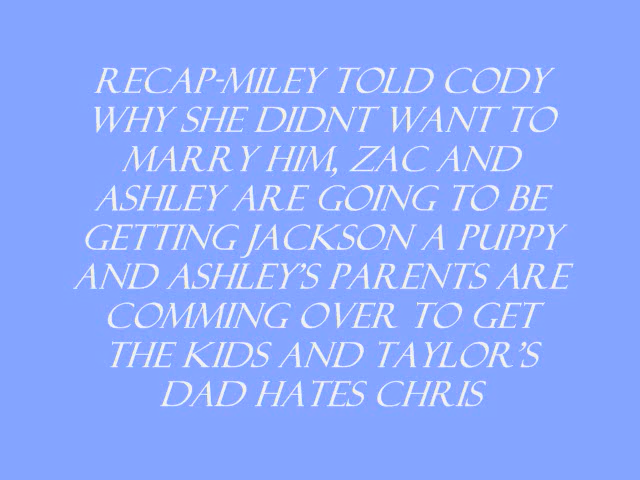 RECAP-MILEY TOLD CODY
WHY SHE DIDNT WANT TO
MARRY HIM, ZAC AND
ASHLEY ARE GOING TO BE
GETTING JACKSON A PUPPY
AND ASHLEY'S PARENTS ARE
COMMING OVER TO GET
THE KIDS AND TAYLOR'S
DAD HATES CHRIS